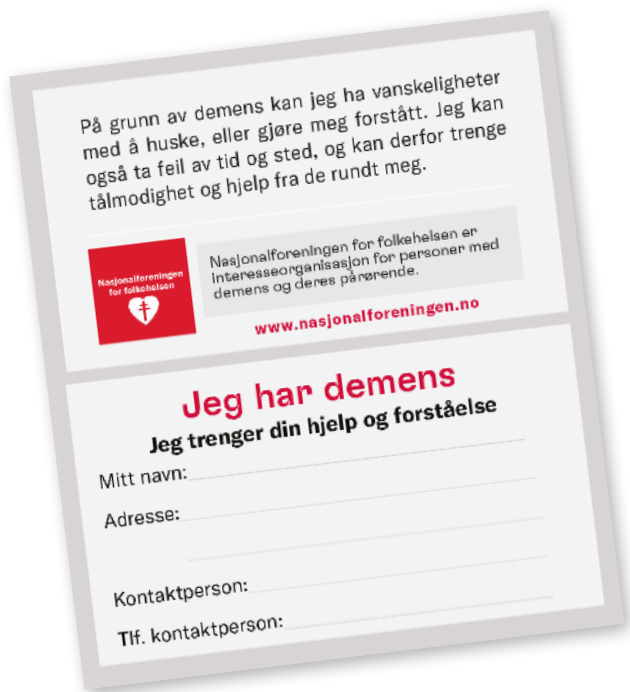 På grunn av demens kan jeg ha vanskeligheter
med å huske, eller gjøre meg forstått. Jeg kan
også ta feil av tid og sted, og kan derfor trenge
tålmodighet og hjelp fra de rundt meg.
Nasjonalforeningen
for folkehelsen
Nasjonalforeningen for folkehelsen er
interesseorganisasjon for personer med
demens og deres pårørende.
www.nasjonalforeningen.no
Jeg har demens
Jeg trenger din hjelp og forståelse
Mitt navn:
Adresse:
Kontaktperson:
Tlf. kontaktperson: